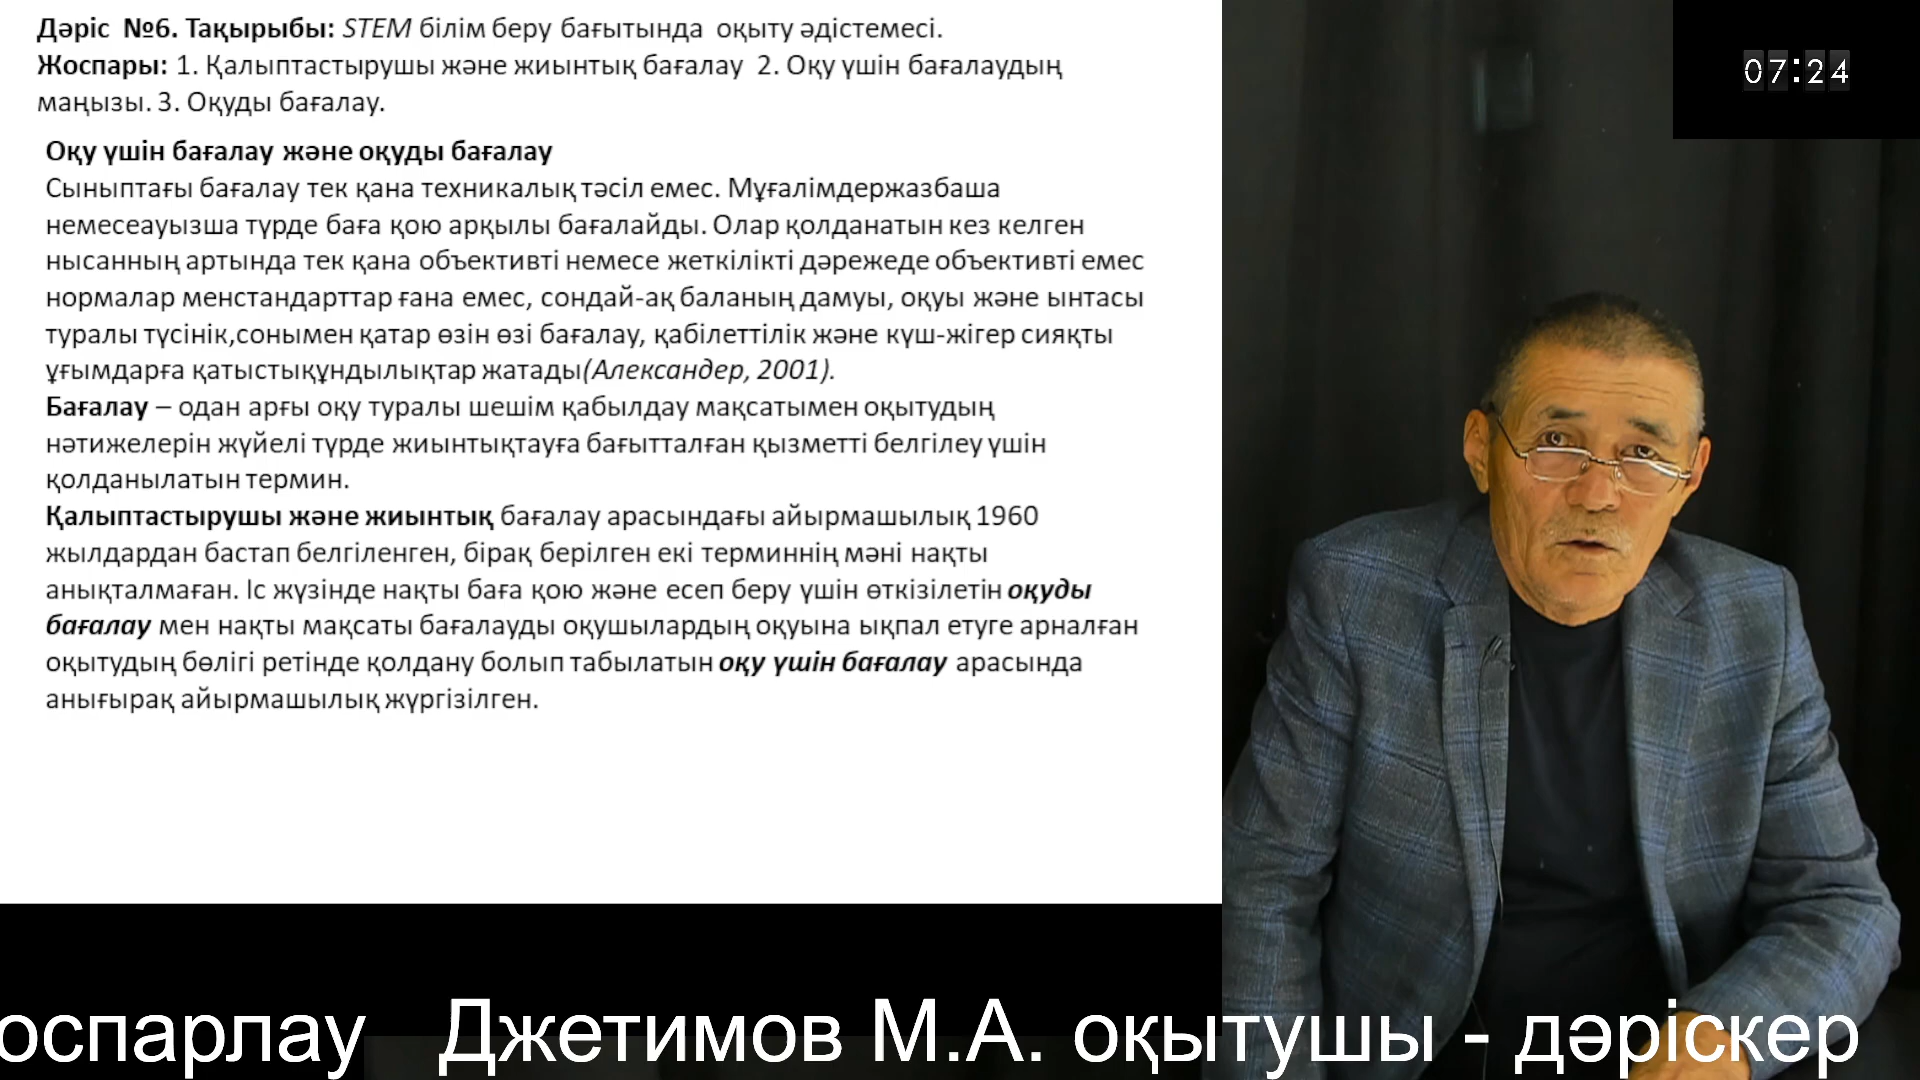 Дәріс №6. Тақырыбы: STEM білім беру бағытында оқыту әдістемесі.
Жоспары: 1. Қалыптастырушы және жиынтық бағалау 2. Оқу үшін бағалаудың
маңызы. 3. Оқуды бағалау.
Оқу үшін бағалау және оқуды бағалау
Сыныптағы бағалау тек қана техникалық тәсіл емес. Мұғалімдержазбаша
немесеауызша түрде баға қою арқылы бағалайды. Олар қолданатын кез келген
нысанның артында тек қана объективті немесе жеткілікті дәрежеде объективті емес
нормалар менстандарттар ғана емес, сондай-ақ баланың дамуы, оқуы және ынтасы
туралы түсінік,сонымен қатар өзін өзі бағалау, қабілеттілік және күш-жігер сияқты
ұғымдарға қатыстықұндылықтар жатады(Александер, 2001).
Бағалау – одан арғы оқу туралы шешім қабылдау мақсатымен оқытудың
нәтижелерін жүйелі түрде жиынтықтауға бағытталған қызметті белгілеу үшін
қолданылатын термин.
Қалыптастырушы және жиынтық бағалау арасындағы айырмашылық 1960
жылдардан бастап белгіленген, бірақ берілген екі терминнің мәні нақты
анықталмаған. Іс жүзінде нақты баға қою және есеп беру үшін өткізілетін оқуды
бағалау мен нақты мақсаты бағалауды оқушылардың оқуына ықпал етуге арналған
оқытудың бөлігі ретінде қолдану болып табылатын оқу үшін бағалау арасында
анығырақ айырмашылық жүргізілген.
07:24
оспарлау Джетимов М.А. оқытушы - дәріскер